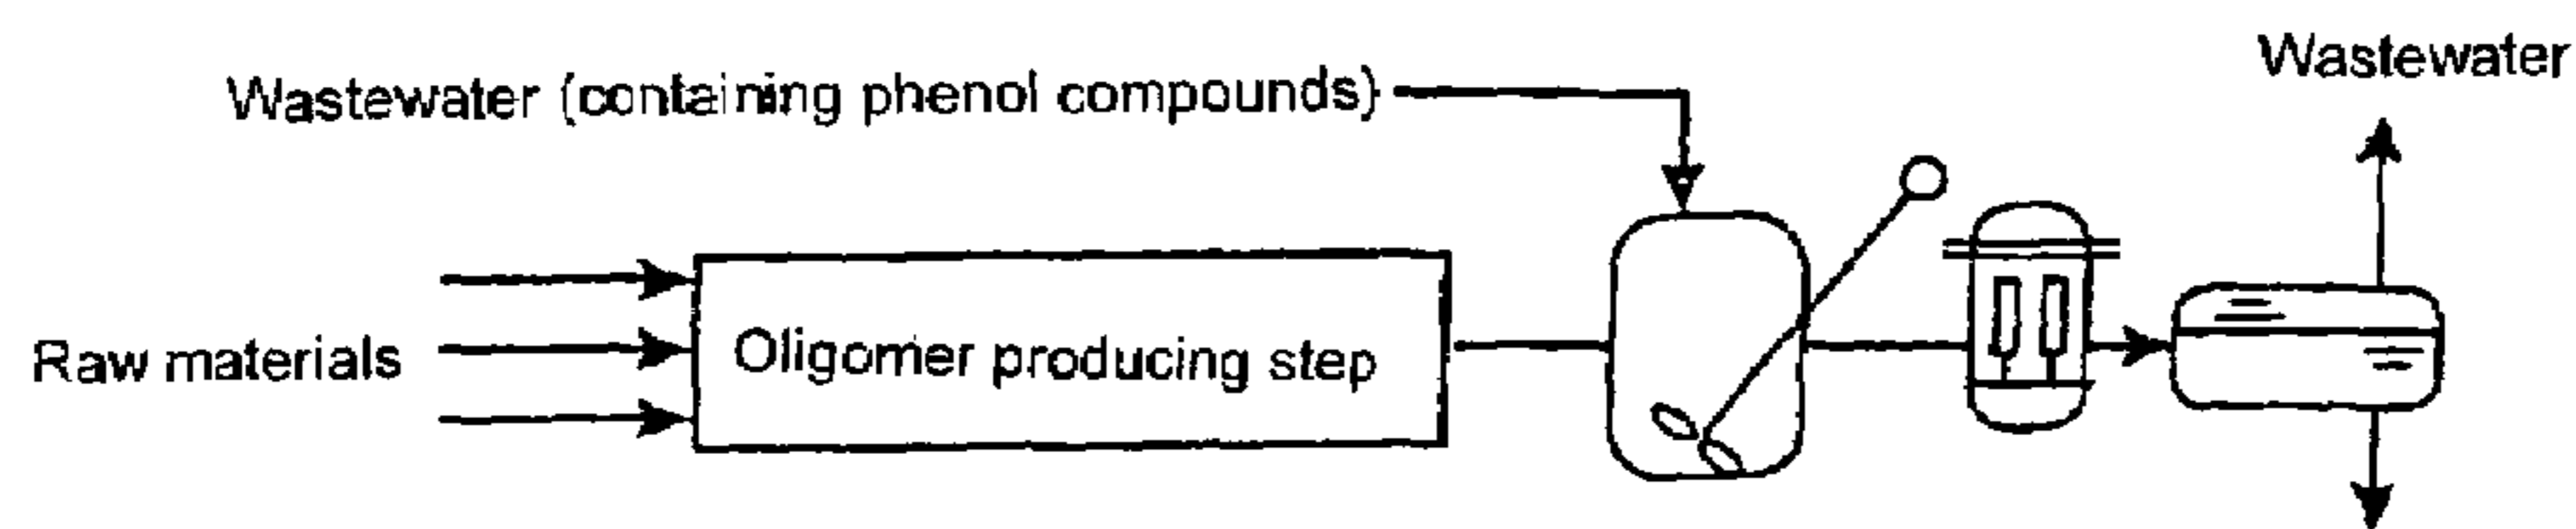 Wastewater
Wastewater (containing phenol compounds)
Raw materials
Oligomer producing step